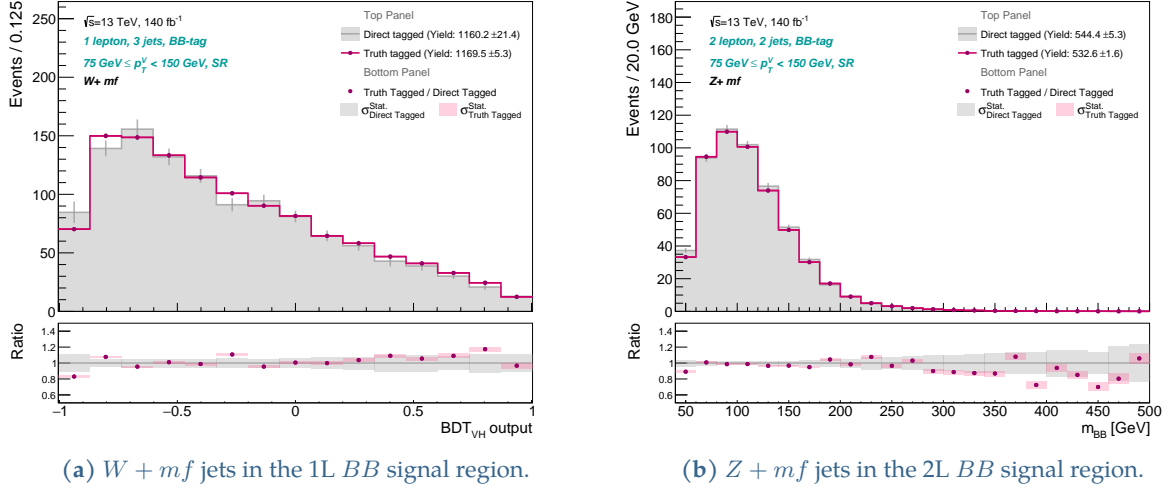 Events / 0.125
260
√s=13 TeV, 140 fb⁻¹
1 lepton, 3 jets, BB-tag
75 GeV ≤ p_T^V < 150 GeV, SR
W+ mf
Top Panel
Direct tagged (Yield: 1160.2 ±21.4)
Truth tagged (Yield: 1169.5 ±5.3)
Bottom Panel
Truth Tagged / Direct Tagged
σ^Stat._Direct Tagged σ^Stat._Truth Tagged
250
200
150
100
50
0
Ratio
1.4
1.2
1
0.8
0.6
−1 −0.5 0 0.5 1
BDT_VH output
(a) W + mf jets in the 1L BB signal region.
Events / 20.0 GeV
√s=13 TeV, 140 fb⁻¹
2 lepton, 2 jets, BB-tag
75 GeV ≤ p_T^V < 150 GeV, SR
Z+ mf
Top Panel
Direct tagged (Yield: 544.4 ±5.3)
Truth tagged (Yield: 532.6 ±1.6)
Bottom Panel
Truth Tagged / Direct Tagged
σ^Stat._Direct Tagged σ^Stat._Truth Tagged
180
160
140
120
100
80
60
40
20
0
Ratio
1.4
1.2
1
0.8
0.6
50 100 150 200 250 300 350 400 450 500
m_BB [GeV]
(b) Z + mf jets in the 2L BB signal region.